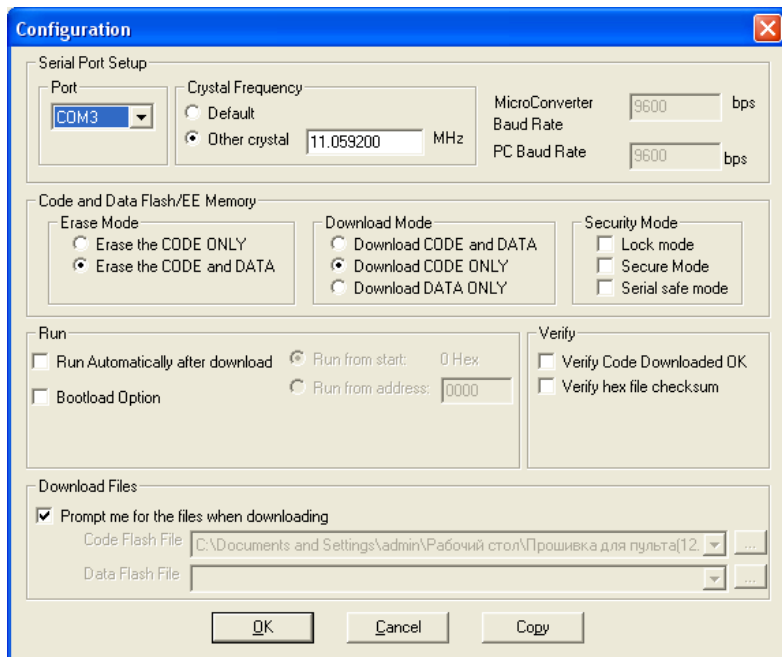 Configuration
Serial Port Setup
Port
COM3
Crystal Frequency
Default
Other crystal 11.059200 MHz
MicroConverter Baud Rate 9600 bps
PC Baud Rate 9600 bps
Code and Data Flash/EE Memory
Erase Mode
Erase the CODE ONLY
Erase the CODE and DATA
Download Mode
Download CODE and DATA
Download CODE ONLY
Download DATA ONLY
Security Mode
Lock mode
Secure Mode
Serial safe mode
Run
Run Automatically after download
Run from start: 0 Hex
Bootload Option
Run from address: 0000
Verify
Verify Code Downloaded OK
Verify hex file checksum
Download Files
Prompt me for the files when downloading
Code Flash File C:\Documents and Settings\admin\Рабочий стол\Прошивка для пульта(12. ...
Data Flash File ...
OK Cancel Copy